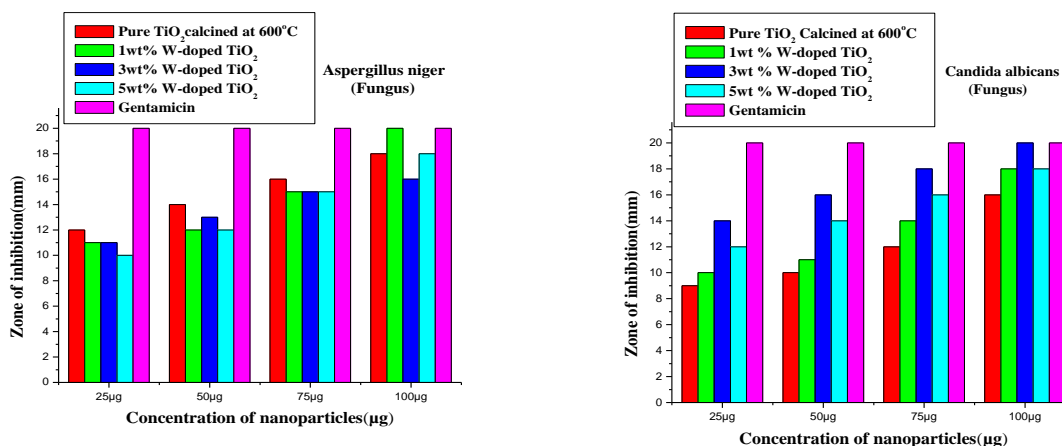 Pure TiO2calcined at 600oC
1wt% W-doped TiO2
3wt% W-doped TiO2
5wt% W-doped TiO2
Gentamicin
Aspergillus niger
(Fungus)
Zone of inhibition(mm)
20
18
16
14
12
10
8
6
4
2
0
25µg
50µg
75µg
100µg
Concentration of nanoparticles(µg)
Pure TiO2 Calcined at 600oC
1wt % W-doped TiO2
3wt % W-doped TiO2
5wt % W-doped TiO2
Gentamicin
Candida albicans
(Fungus)
Zone of inhibition(mm)
20
18
16
14
12
10
8
6
4
2
0
25µg
50µg
75µg
100µg
Concentration of nanoparticles(µg)